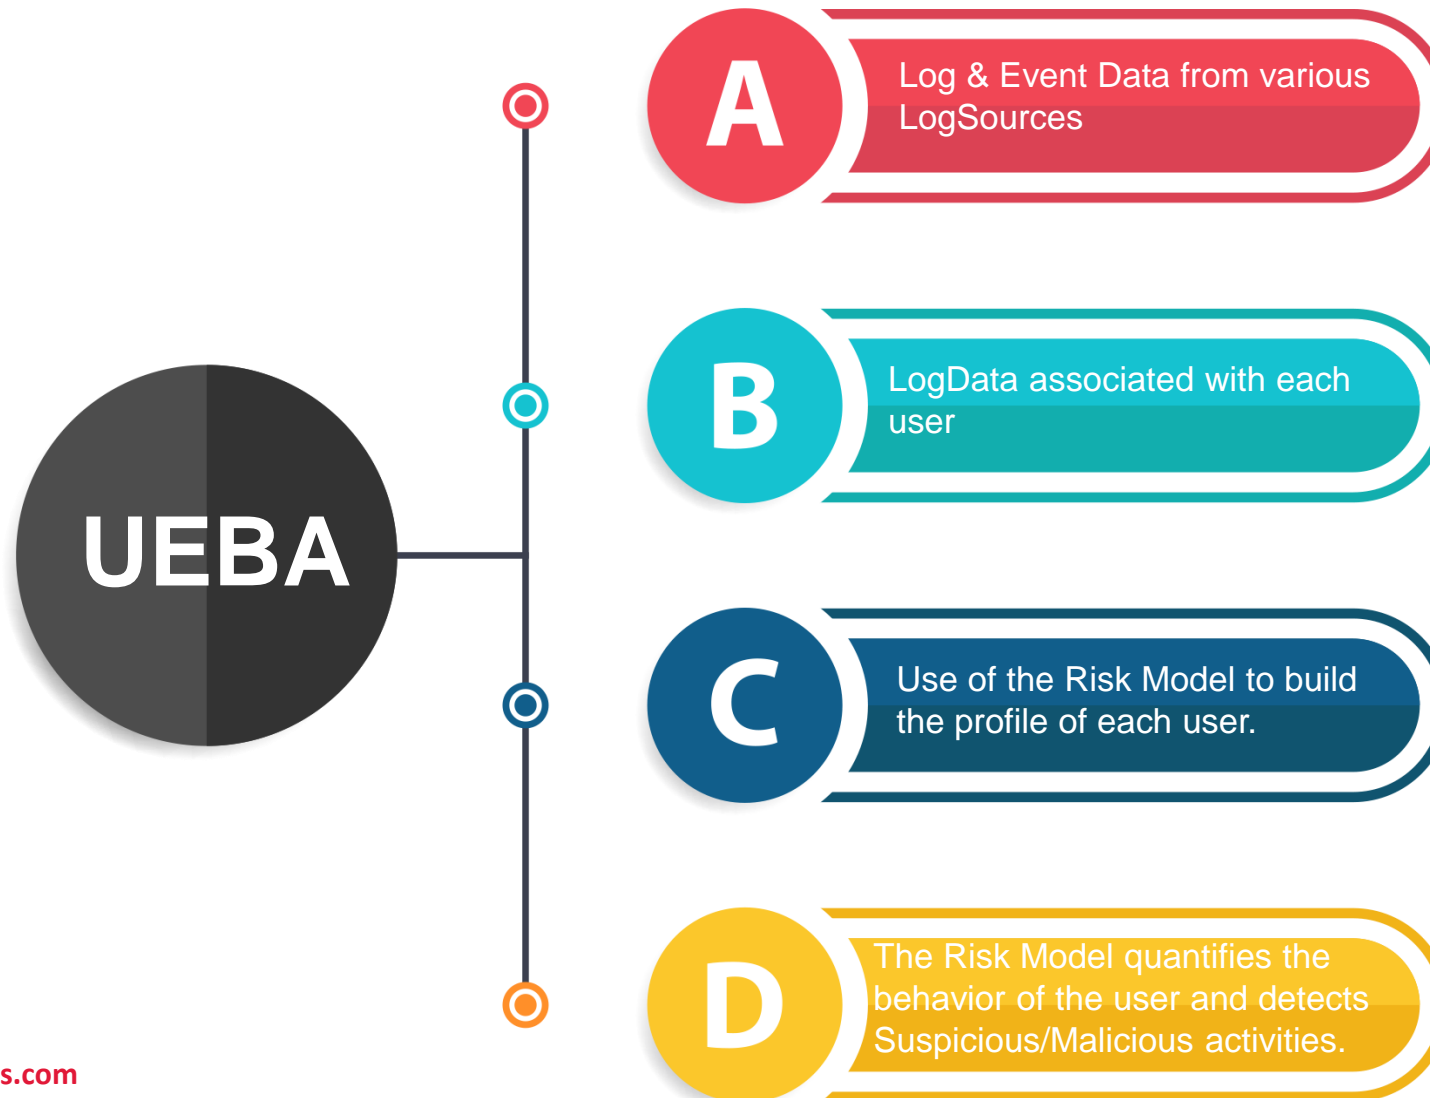 A
Log & Event Data from various
LogSources
B
LogData associated with each
user
UEBA
C
Use of the Risk Model to build
the profile of each user.
D
The Risk Model quantifies the
behavior of the user and detects
Suspicious/Malicious activities.
s.com